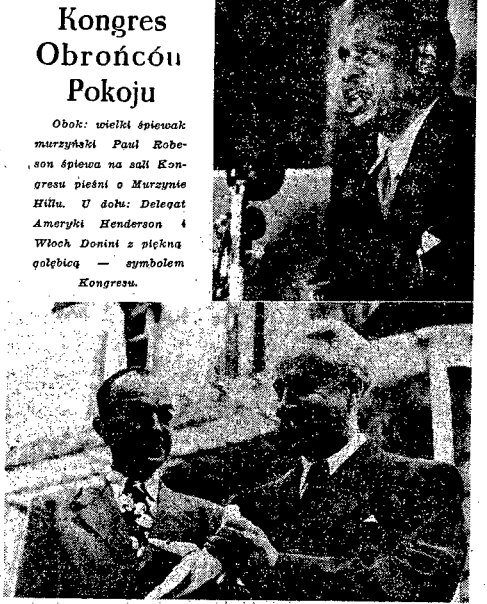 Kongres
Obrońców
Pokoju
Obok: wielki śpiewak
murzyński Paul Robe-
son śpiewa na sali Kon-
gresu pieśni o Murzynie
Hillu. U dołu: Delegat
Ameryki Henderson i
Włoch Donini z piękną
gołębicą — symbolem
Kongresu.